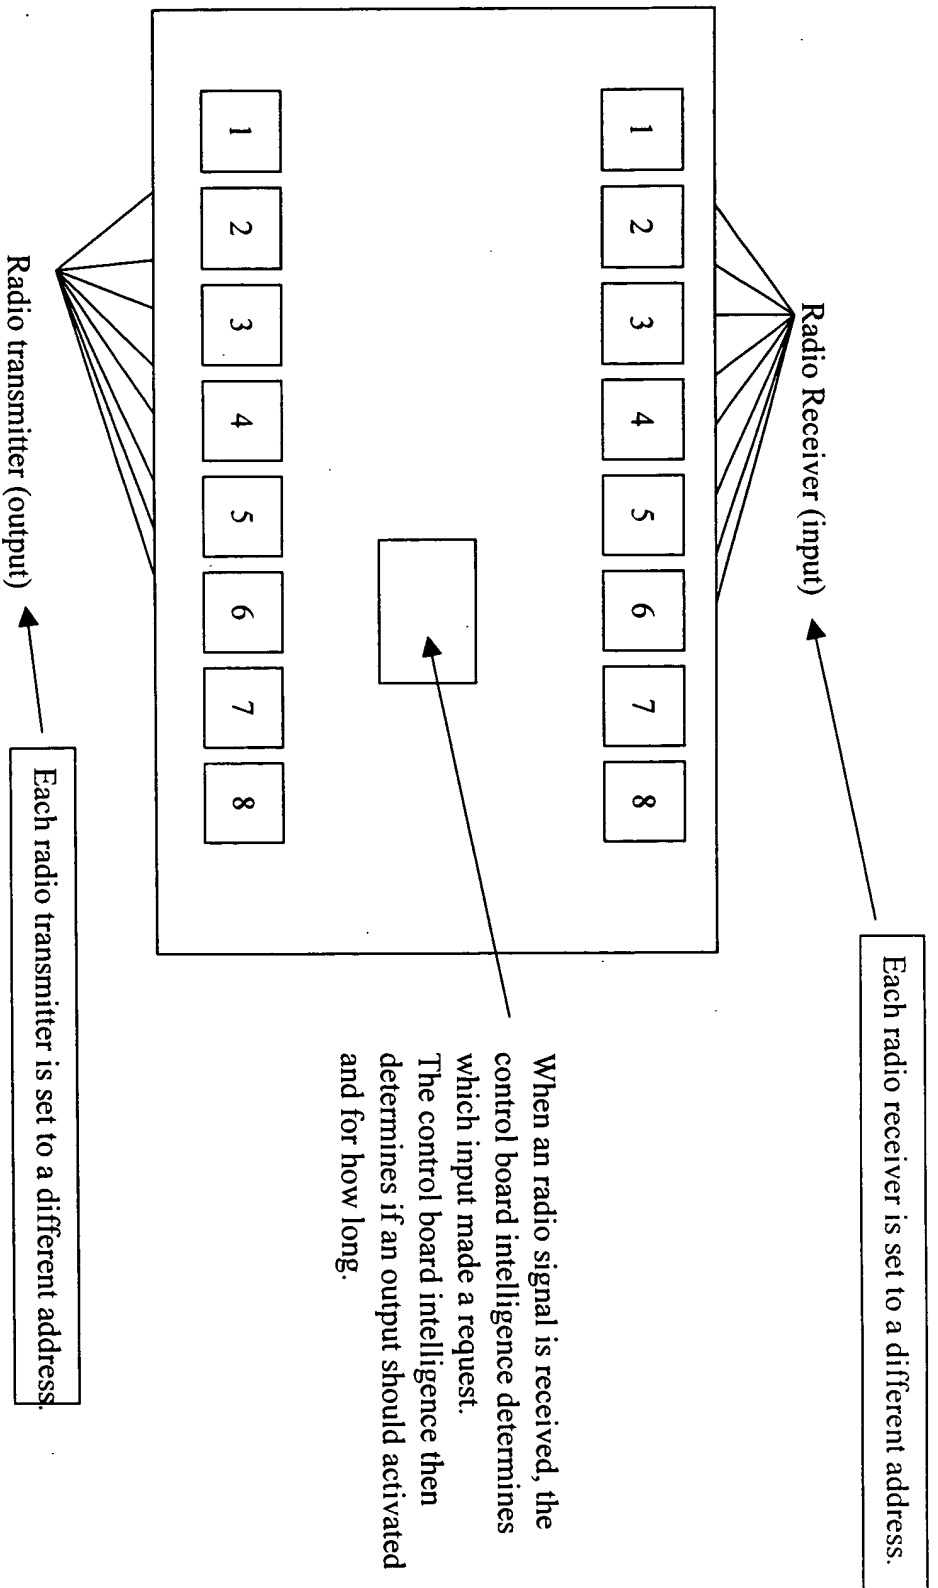 Each radio receiver is set to a different address.
Radio Receiver (input)
1 2 3 4 5 6 7 8
When an radio signal is received, the
control board intelligence determines
which input made a request.
The control board intelligence then
determines if an output should activated
and for how long.
1 2 3 4 5 6 7 8
Each radio transmitter is set to a different address.
Radio transmitter (output)